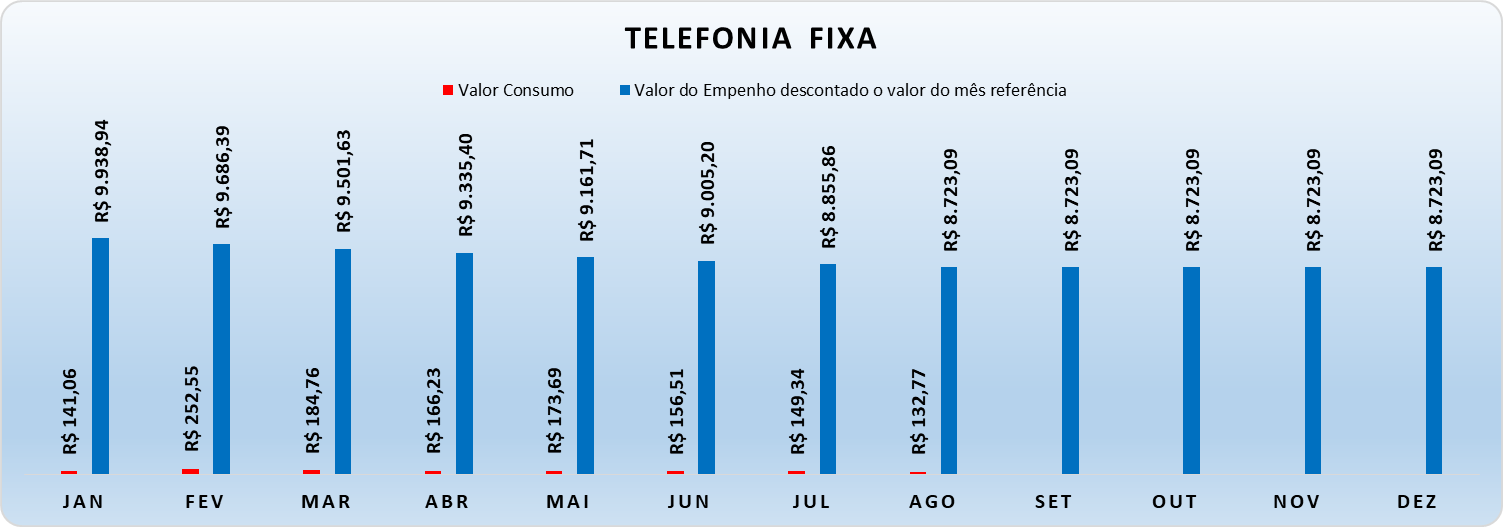 TELEFONIA FIXA
Valor Consumo
Valor do Empenho descontado o valor do mês referência
R$ 141,06
R$ 9.938,94
R$ 252,55
R$ 9.686,39
R$ 184,76
R$ 9.501,63
R$ 166,23
R$ 9.335,40
R$ 173,69
R$ 9.161,71
R$ 156,51
R$ 9.005,20
R$ 149,34
R$ 8.855,86
R$ 132,77
R$ 8.723,09
R$ 8.723,09
R$ 8.723,09
R$ 8.723,09
R$ 8.723,09
JAN FEV MAR ABR MAI JUN JUL AGO SET OUT NOV DEZ